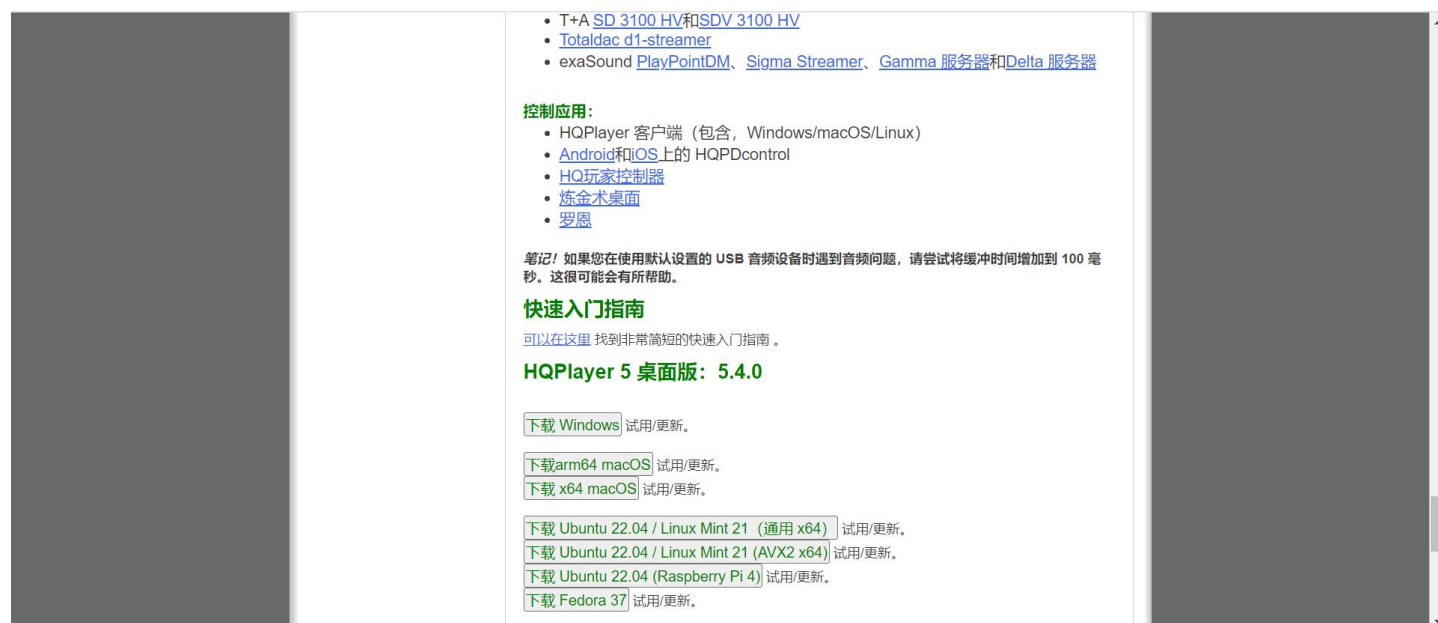 T+A SD 3100 HV和SDV 3100 HV
Totaldac d1-streamer
exaSound PlayPointDM、Sigma Streamer、Gamma 服务器和Delta 服务器
控制应用：
HQPlayer 客户端（包含，Windows/macOS/Linux）
Android和iOS上的 HQPDcontrol
HQ玩家控制器
炼金术桌面
罗恩
笔记！如果您在使用默认设置的 USB 音频设备时遇到音频问题，请尝试将缓冲时间增加到 100 毫
秒。这很可能会有所帮助。
快速入门指南
可以在这里 找到非常简短的快速入门指南 。
HQPlayer 5 桌面版：5.4.0
下载 Windows 试用/更新。
下载arm64 macOS 试用/更新。
下载 x64 macOS 试用/更新。
下载 Ubuntu 22.04 / Linux Mint 21（通用 x64） 试用/更新。
下载 Ubuntu 22.04 / Linux Mint 21 (AVX2 x64) 试用/更新。
下载 Ubuntu 22.04 (Raspberry Pi 4) 试用/更新。
下载 Fedora 37 试用/更新。